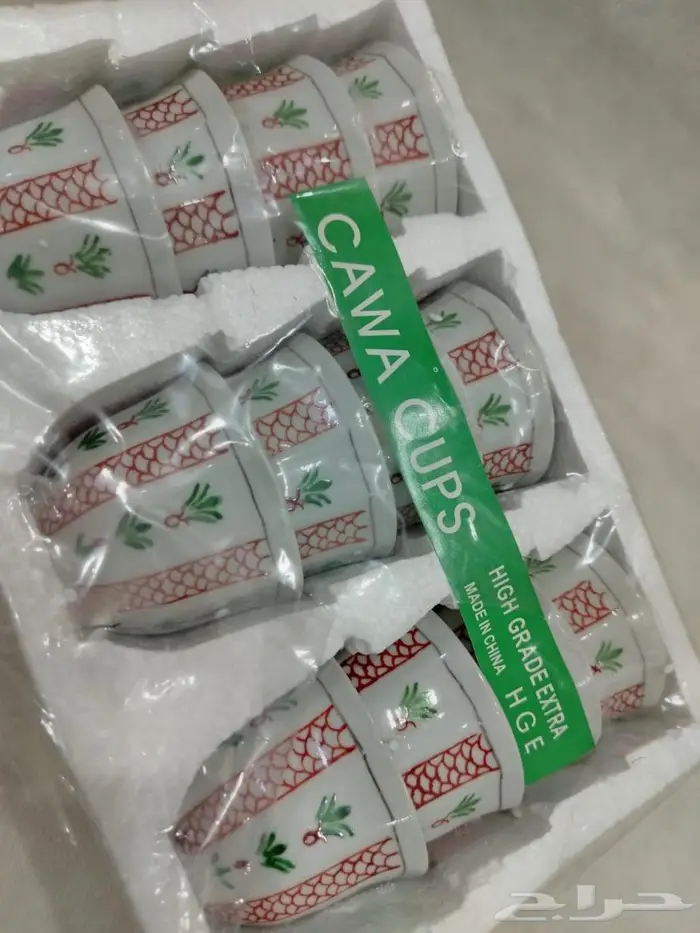 CAWA CUPS
HIGH GRADE EXTRA
MADE IN CHINA
H G E
حراج